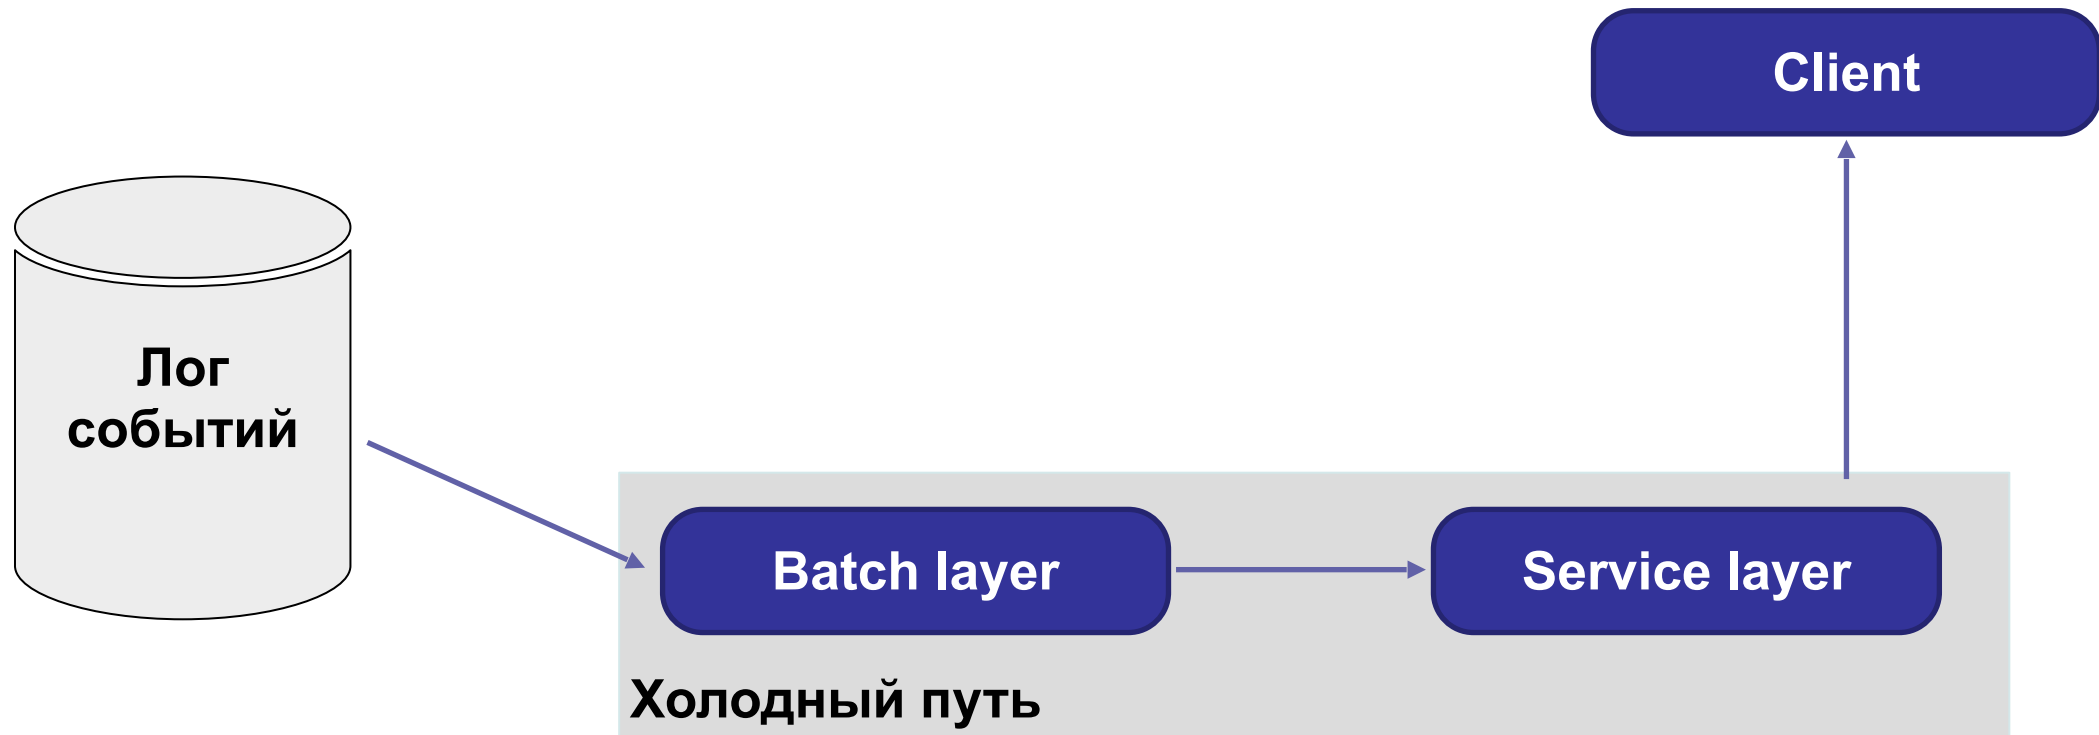 Client
Лог
событий
Batch layer
Service layer
Холодный путь